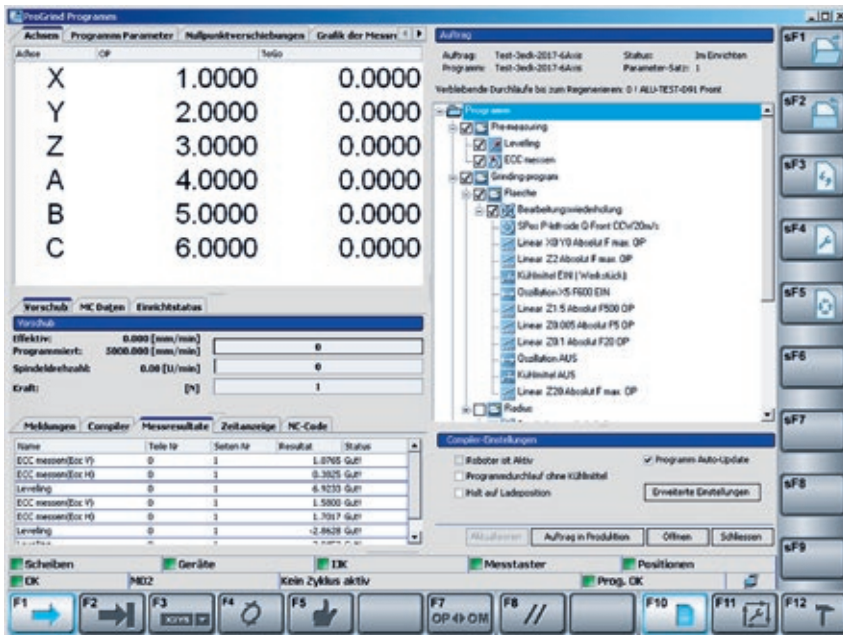 ProGrind Programm
Achsen Programm Parameter Nullpunktverschiebungen Grafik der Messr
Achse OP ToGo
X 1.0000 0.0000
Y 2.0000 0.0000
Z 3.0000 0.0000
A 4.0000 0.0000
B 5.0000 0.0000
C 6.0000 0.0000
Vorschub MC Daten Einrichtstatus
Vorschub
Effektiv: 0.000 [mm/min] 0
Programmiert: 5000.000 [mm/min]
Spindeldrehzahl: 0.00 [U/min] 0
Kraft: [N] 1
Meldungen Compiler Messresultate Zeitanzeige NC-Code
Name Teile Nr Seiten Nr Resultat Status
ECC messen(Ecc V) 0 1 1.0765 Gut!
ECC messen(Ecc H) 0 1 0.3825 Gut!
Leveling 0 1 6.9233 Gut!
ECC messen(Ecc V) 0 1 1.5800 Gut!
ECC messen(Ecc H) 0 1 1.7017 Gut!
Leveling 0 1 -2.8628 Gut!
Auftrag
Auftrag: Test-3edi-2017-6Axis Status: Im Einrichten
Programm: Test-3edi-2017-6Axis Parameter-Satz: 1
Verbleibende Durchläufe bis zum Regenerieren: 0 ! ALU-TEST-D91 Front
Programm
Pre-measuring
Levelling
ECC messen
Grinding program
Flaeche
Bearbeitungswiederholung
Linear X0 Y0 Absolut F max. OP
Linear Z2 Absolut F max. OP
Kühlmittel EIN (Werkstück)
Oszillation X5 F600 EIN
Linear Z1.5 Absolut F500 OP
Linear Z0.005 Absolut F5 OP
Linear Z0.1 Absolut F20 OP
Oszillation AUS
Kühlmittel AUS
Linear Z20 Absolut F max. OP
Radius
Compiler-Einstellungen
Roboter ist Aktiv Programm Auto-Update
Programmdurchlauf ohne Kühlmittel
Halt auf Ladeposition Erweiterte Einstellungen
Aktualisieren Auftrag in Produktion Öffnen Schliessen
sF1
sF2
sF3
sF4
sF5
sF6
sF7
sF8
sF9
Scheiben Geräte IJK Messtaster Positionen
OK MO2 Kein Zyklus aktiv Prog. OK
F1 F2 F3 F4 F5 F7 OP OM F8 F10 F11 F12